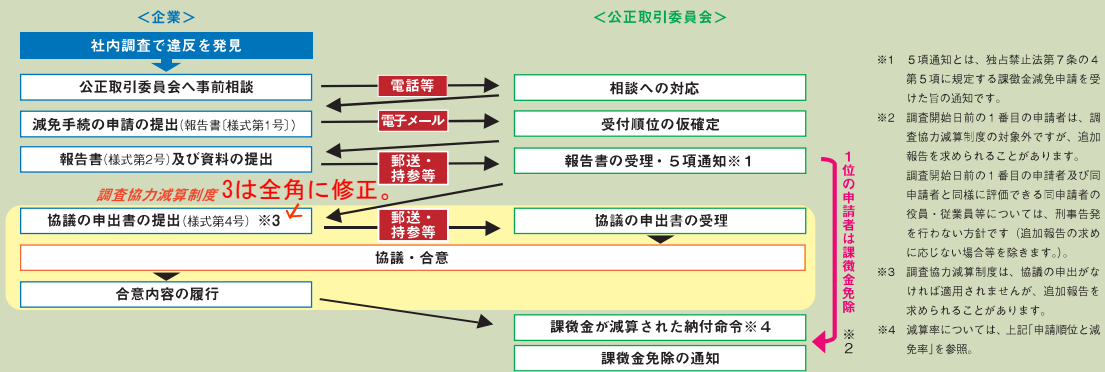 ＜企業＞
＜公正取引委員会＞
社内調査で違反を発見
公正取引委員会へ事前相談
電話等
相談への対応
減免手続の申請の提出(報告書〔様式第1号〕)
電子メール
受付順位の仮確定
報告書(様式第2号)及び資料の提出
郵送・
持参等
報告書の受理・５項通知※１
調査協力減算制度
3は全角に修正。
協議の申出書の提出(様式第4号) ※3
郵送・
持参等
協議の申出書の受理
協議・合意
合意内容の履行
課徴金が減算された納付命令※４
課徴金免除の通知
１位の申請者は課徴金免除 ※２
※1 ５項通知とは、独占禁止法第７条の４
第５項に規定する課徴金減免申請を受
けた旨の通知です。
※2 調査開始日前の１番目の申請者は、調
査協力減算制度の対象外ですが、追加
報告を求められることがあります。
調査開始日前の１番目の申請者及び同
申請者と同様に評価できる同申請者の
役員・従業員等については、刑事告発
を行わない方針です（追加報告の求め
に応じない場合等を除きます。）。
※3 調査協力減算制度は、協議の申出がな
ければ適用されませんが、追加報告を
求められることがあります。
※4 減算率については、上記｢申請順位と減
免率｣を参照。